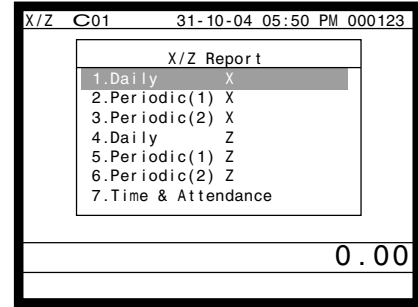 X/Z C01 31-10-04 05:50 PM 000123
X/Z Report
1.Daily X
2.Periodic(1) X
3.Periodic(2) X
4.Daily Z
5.Periodic(1) Z
6.Periodic(2) Z
7.Time & Attendance
0.00